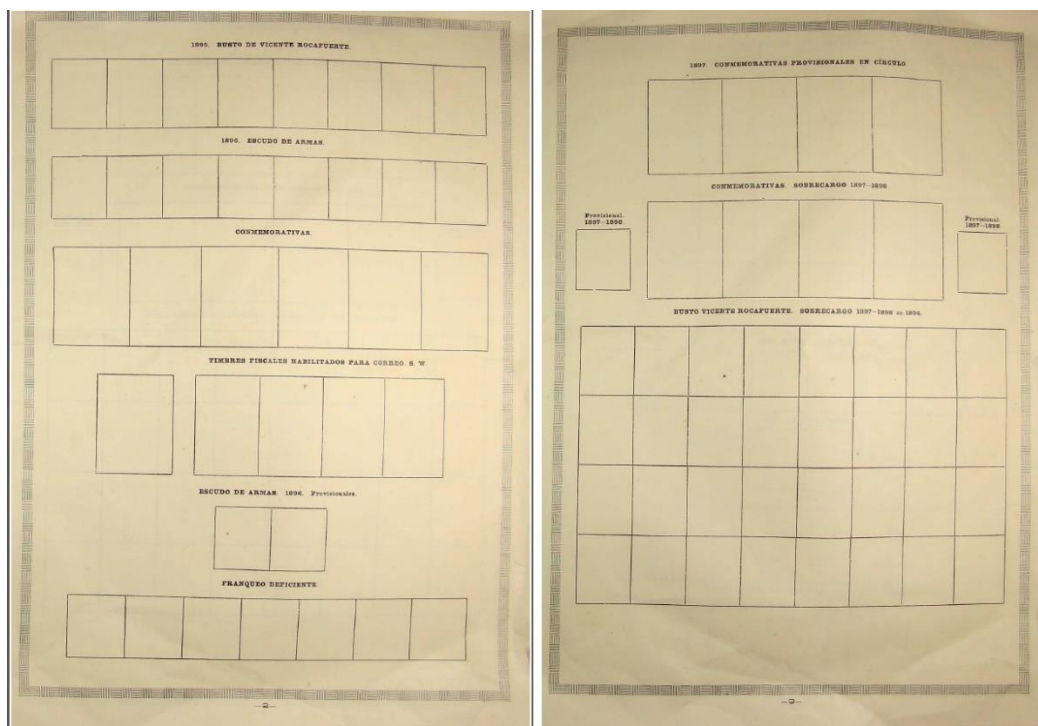 1895. BUSTO DE VICENTE ROCAFUERTE.
1896. ESCUDO DE ARMAS.
CONMEMORATIVAS.
TIMBRES FISCALES HABILITADOS PARA CORREO. S. W.
ESCUDO DE ARMAS. 1896. Provisionales.
FRANQUEO DEFICIENTE.
—2—
1897. CONMEMORATIVAS PROVISIONALES EN CÍRCULO
CONMEMORATIVAS. SOBRECARGO 1897-1898
Provisional.
1897-1898.
Provisional.
1897-1898
BUSTO VICENTE ROCAFUERTE. SOBRECARGO 1897-1898 en 1894.